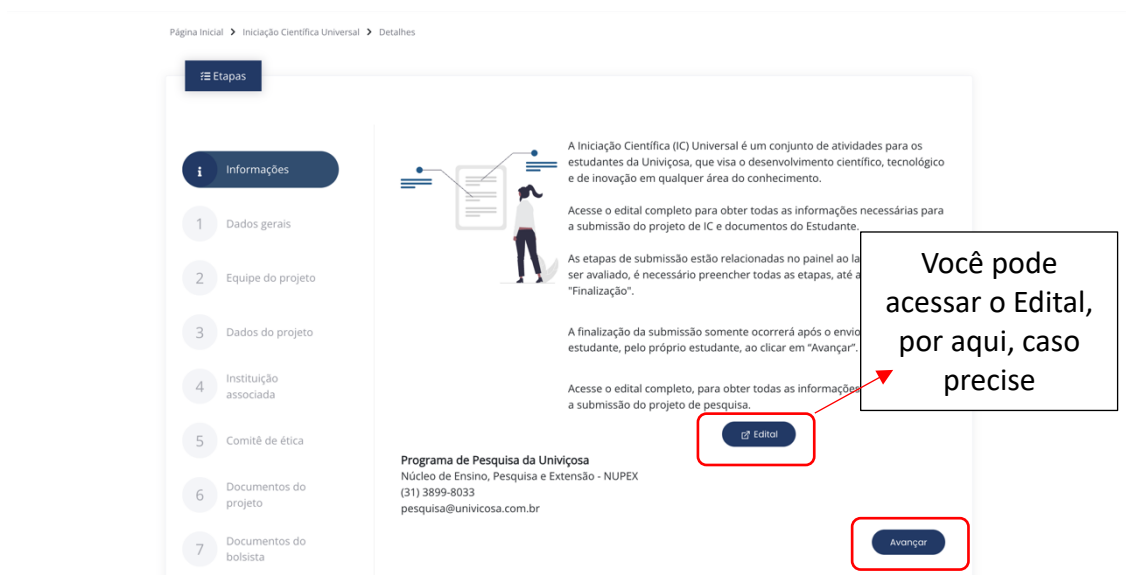 Página Inicial > Iniciação Científica Universal > Detalhes
Etapas
i Informações
1 Dados gerais
2 Equipe do projeto
3 Dados do projeto
4 Instituição
associada
5 Comitê de ética
6 Documentos do
projeto
7 Documentos do
bolsista
A Iniciação Científica (IC) Universal é um conjunto de atividades para os
estudantes da Univiçosa, que visa o desenvolvimento científico, tecnológico
e de inovação em qualquer área do conhecimento.
Acesse o edital completo para obter todas as informações necessárias para
a submissão do projeto de IC e documentos do Estudante.
As etapas de submissão estão relacionadas no painel ao
ser avaliado, é necessário preencher todas as etapas, até
"Finalização".
A finalização da submissão somente ocorrerá após o envio
estudante, pelo próprio estudante, ao clicar em “Avançar”.
Acesse o edital completo, para obter todas as informações
a submissão do projeto de pesquisa.
Edital
Você pode
acessar o Edital,
por aqui, caso
precise
Programa de Pesquisa da Univiçosa
Núcleo de Ensino, Pesquisa e Extensão - NUPEX
(31) 3899-8033
pesquisa@univicosa.com.br
Avançar